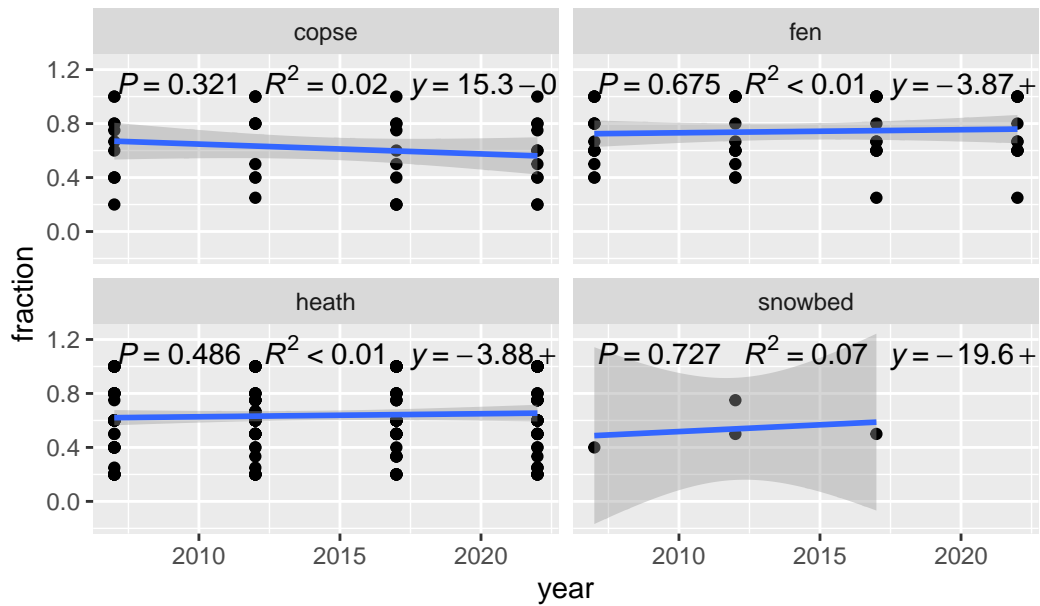 copse fen
1.2
P = 0.321 R² = 0.02 y = 15.3 − 0 P = 0.675 R² < 0.01 y = −3.87 +
0.8
0.4
0.0
fraction
heath snowbed
1.2
P = 0.486 R² < 0.01 y = −3.88 + P = 0.727 R² = 0.07 y = −19.6 +
0.8
0.4
0.0
2010 2015 2020 2010 2015 2020
year